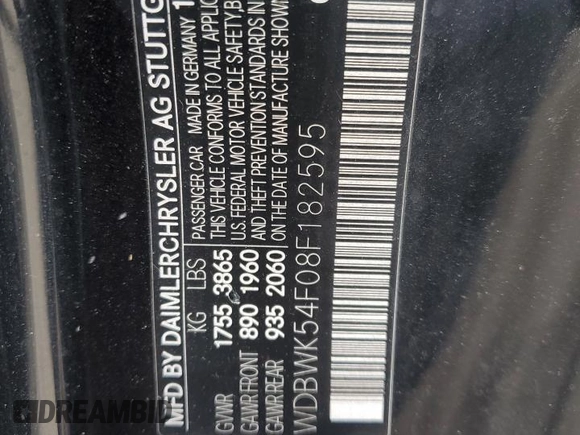 MFD BY DAIMLERCHRYSLER AG STUTTG
KG LBS
GVWR 1755 3865
GAWR FRONT 890 1960
GAWR REAR 935 2060
PASSENGER CAR MADE IN GERMANY 1
THIS VEHICLE CONFORMS TO ALL APPLIC
U.S. FEDERAL MOTOR VEHICLE SAFETY, B
AND THEFT PREVENTION STANDARDS IN
ON THE DATE OF MANUFACTURE SHOW
WDBWK54F08F182595
DREAMBID